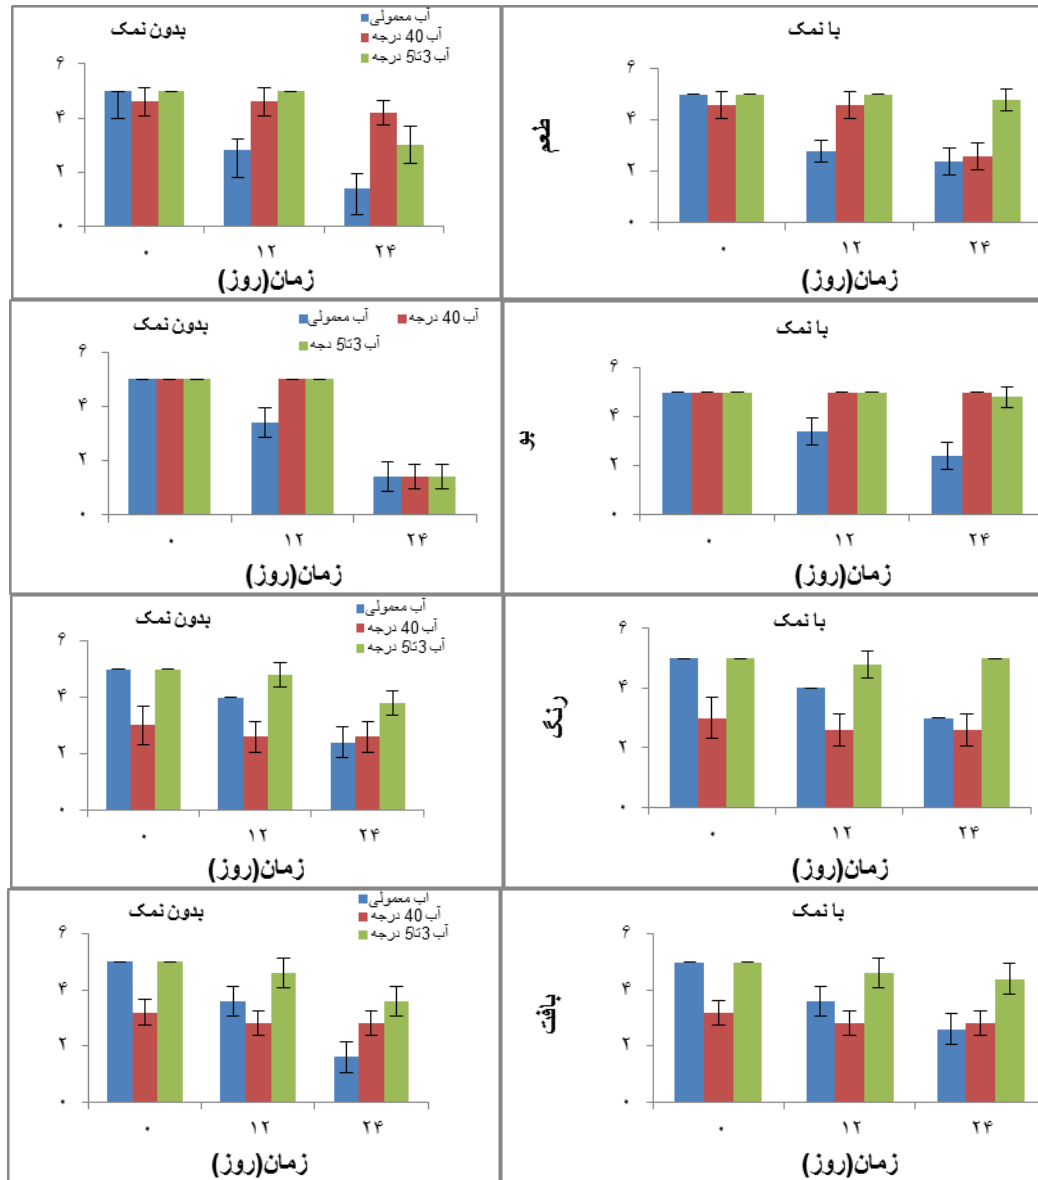 بدون نمک
آب معمولی
آب 40 درجه
آب 3تا5 درجه
۶
۴
۲
۰
۰ ۱۲ ۲۴
زمان(روز)
با نمک
طعم
۶
۴
۲
۰
۰ ۱۲ ۲۴
زمان(روز)
بدون نمک
آب معمولی آب 40 درجه
آب 3تا5 دجه
۶
۴
۲
۰
۰ ۱۲ ۲۴
زمان(روز)
با نمک
بو
۶
۴
۲
۰
۰ ۱۲ ۲۴
زمان(روز)
بدون نمک
آب معمولی
آب 40 درجه
آب 3تا5 درجه
۶
۴
۲
۰
۰ ۱۲ ۲۴
زمان(روز)
با نمک
رنگ
۶
۴
۲
۰
۰ ۱۲ ۲۴
زمان(روز)
بدون نمک
اب معمولی
آب 40 درجه
آب 3تا5 درجه
۶
۴
۲
۰
۰ ۱۲ ۲۴
زمان(روز)
با نمک
بافت
۶
۴
۲
۰
۰ ۱۲ ۲۴
زمان(روز)